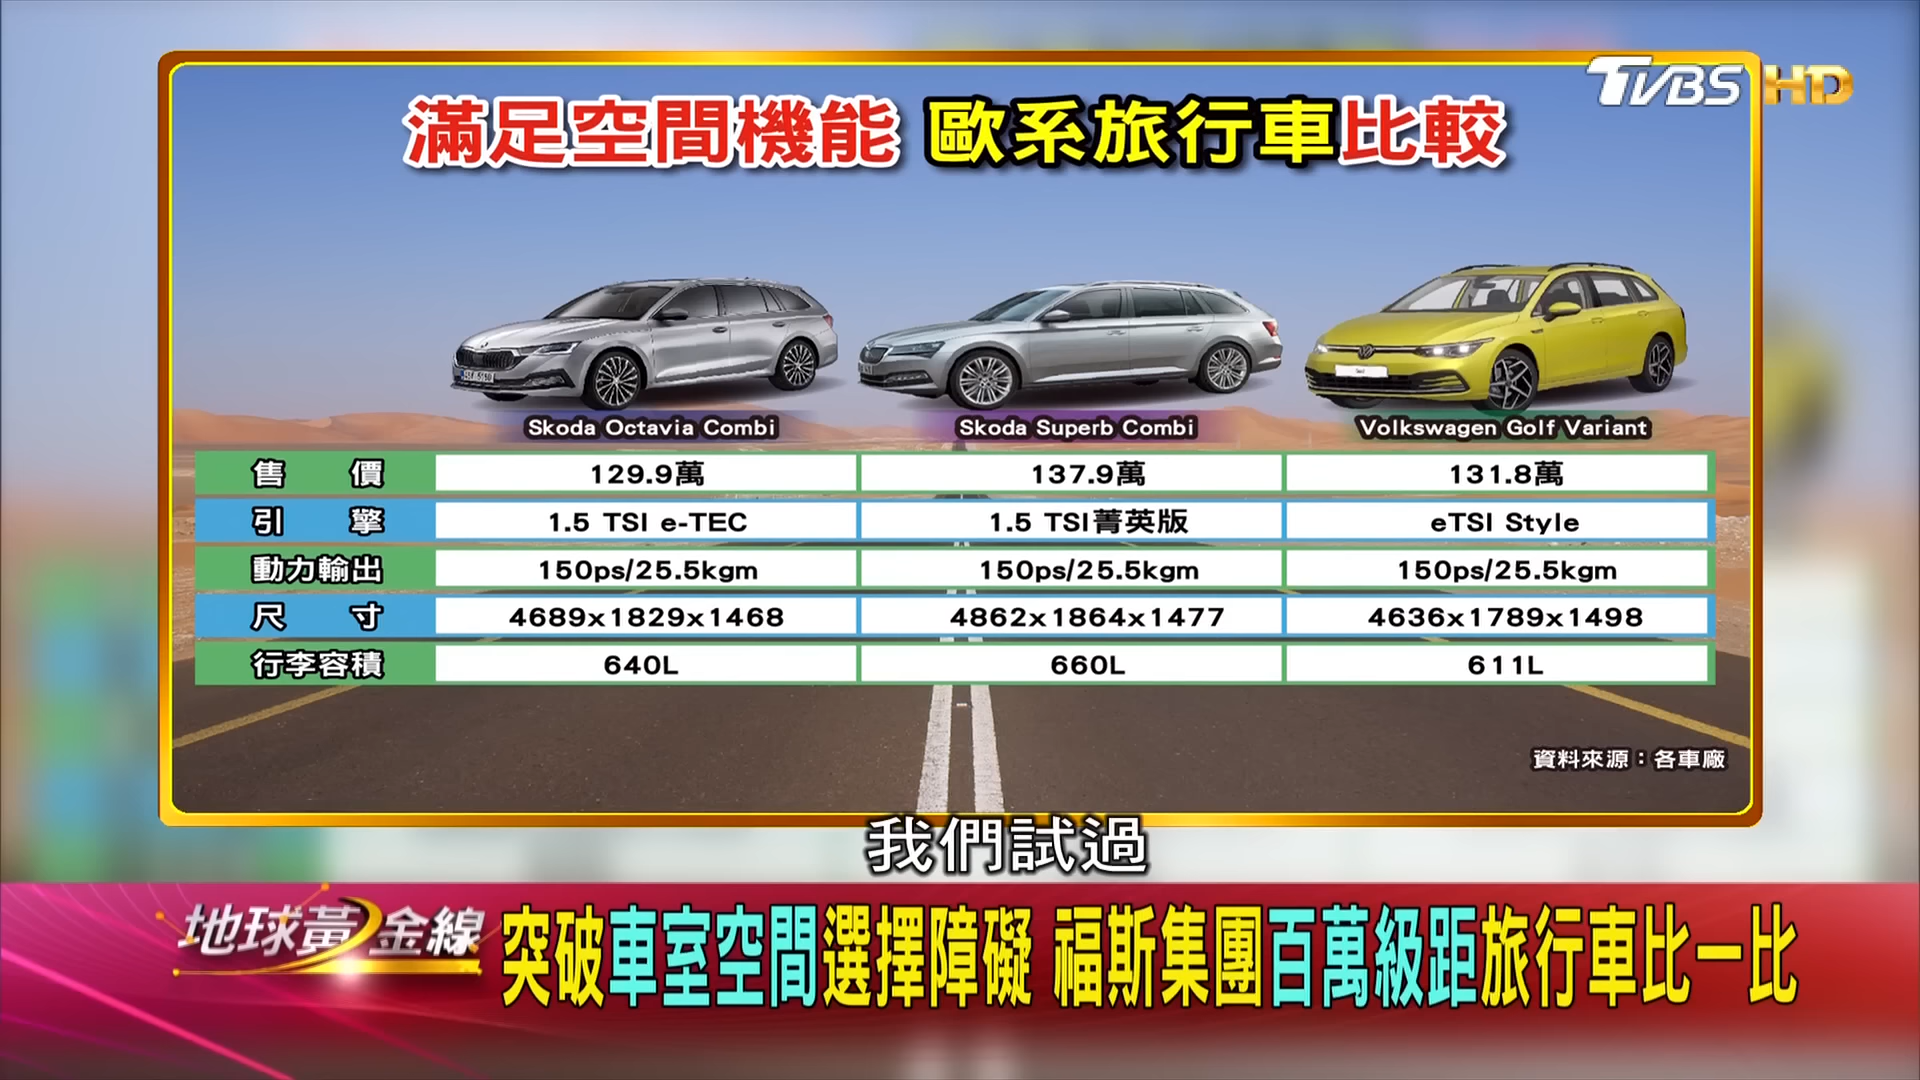 TVBS HD
滿足空間機能 歐系旅行車比較
Skoda Octavia Combi Skoda Superb Combi Volkswagen Golf Variant
售價 129.9萬 137.9萬 131.8萬
引擎 1.5 TSI e-TEC 1.5 TSI菁英版 eTSI Style
動力輸出 150ps/25.5kgm 150ps/25.5kgm 150ps/25.5kgm
尺寸 4689x1829x1468 4862x1864x1477 4636x1789x1498
行李容積 640L 660L 611L
資料來源：各車廠
我們試過
地球黃金線 突破車室空間選擇障礙 福斯集團百萬級距旅行車比一比